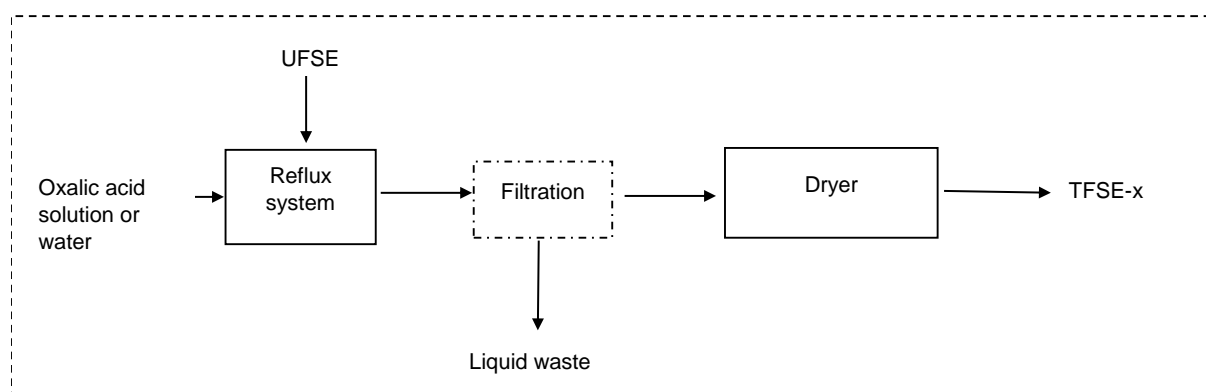 UFSE
Oxalic acid
solution or
water
Reflux
system
Filtration
Dryer
TFSE-x
Liquid waste